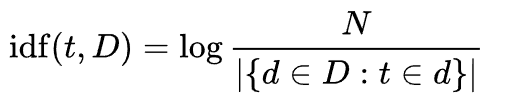 idf(t, D) = log N / |{d ∈ D : t ∈ d}|